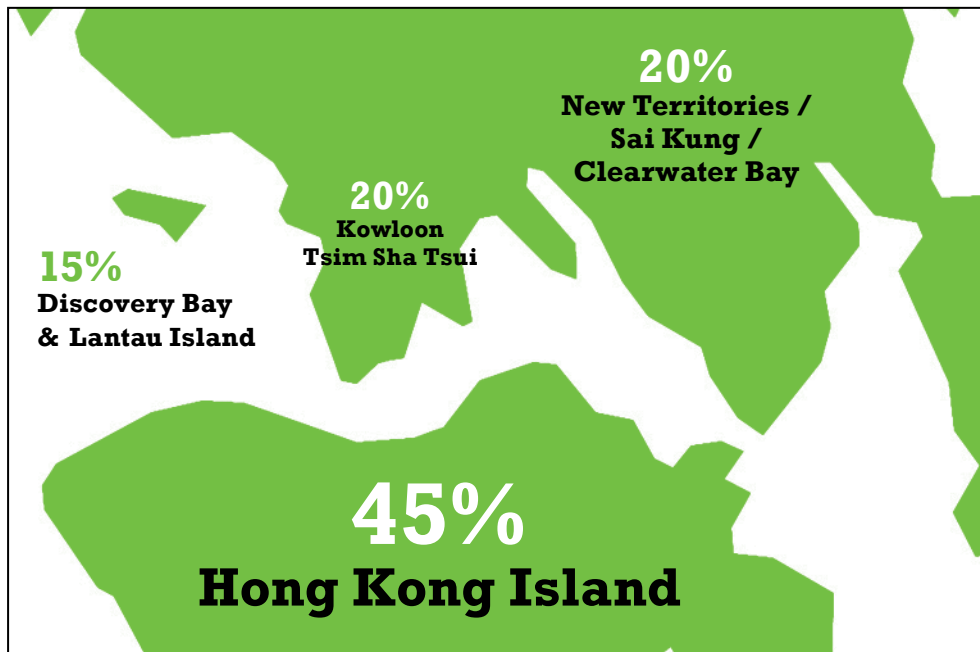 20%
New Territories /
Sai Kung /
Clearwater Bay
20%
Kowloon
Tsim Sha Tsui
15%
Discovery Bay
& Lantau Island
45%
Hong Kong Island